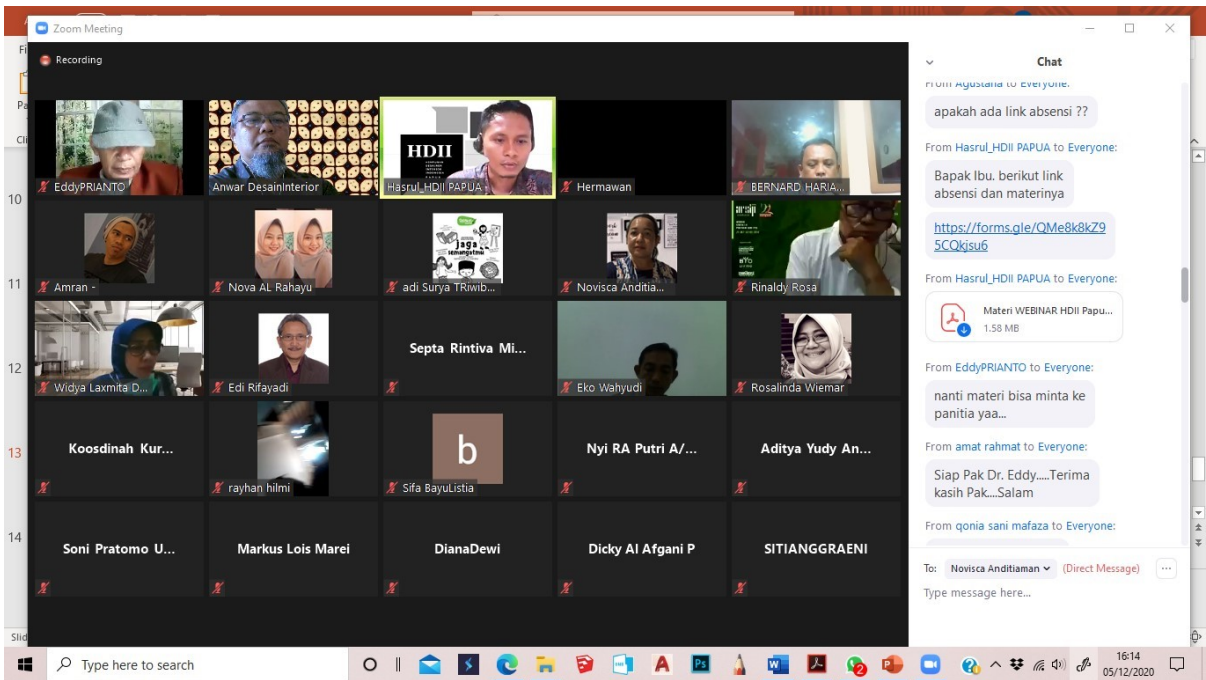 Zoom Meeting
Recording
EddyPRIANTO
Anwar DesainInterior
HDII
Hasrul_HDII PAPUA
Hermawan
BERNARD HARIA...
Amran -
Nova AL Rahayu
jaga
semangatmu
adi Surya TRiwib...
Novisca Anditia...
Rinaldy Rosa
Widya Laxmita D...
Edi Rifayadi
Septa Rintiva Mi...
Eko Wahyudi
Rosalinda Wiemar
Koosdinah Kur...
rayhan hilmi
b
Sifa BayuListia
Nyi RA Putri A/...
Aditya Yudy An...
Soni Pratomo U...
Markus Lois Marei
DianaDewi
Dicky Al Afgani P
SITIANGGRAENI
Chat
From Agustana to Everyone:
apakah ada link absensi ??
From Hasrul_HDII PAPUA to Everyone:
Bapak Ibu. berikut link
absensi dan materinya
https://forms.gle/QMe8k8kZ9
5CQkjsu6
From Hasrul_HDII PAPUA to Everyone:
Materi WEBINAR HDII Papu...
1.58 MB
From EddyPRIANTO to Everyone:
nanti materi bisa minta ke
panitia yaa...
From amat rahmat to Everyone:
Siap Pak Dr. Eddy.....Terima
kasih Pak....Salam
From qonia sani mafaza to Everyone:
To: Novisca Anditiaman (Direct Message)
Type message here...
10
11
12
13
14
Type here to search
16:14
05/12/2020